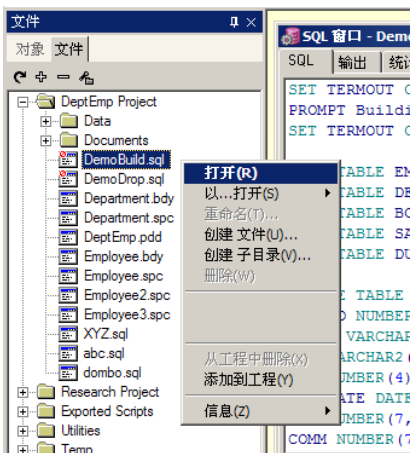 文件
对象 文件
DeptEmp Project
Data
Documents
DemoBuild.sql
DemoDrop.sql
Department.bdy
Department.spc
DeptEmp.pdd
Employee.bdy
Employee.spc
Employee2.spc
Employee3.spc
XYZ.sql
abc.sql
dombo.sql
Research Project
Exported Scripts
Utilities
Temp
打开(R)
以...打开(S)
重命名(T)...
创建 文件(U)...
创建 子目录(V)...
删除(W)
从工程中删除(X)
添加到工程(Y)
信息(Z)
SQL 窗口 - Demo
SQL 输出 统计
SET TERMOUT O
PROMPT Buildi
SET TERMOUT O
TABLE EM
TABLE DE
TABLE BO
TABLE SA
TABLE DU
E TABLE
O NUMBER
VARCHAR
ARCHAR2(
UMBER(4)
ATE DATE
UMBER(7,
COMM NUMBER(7